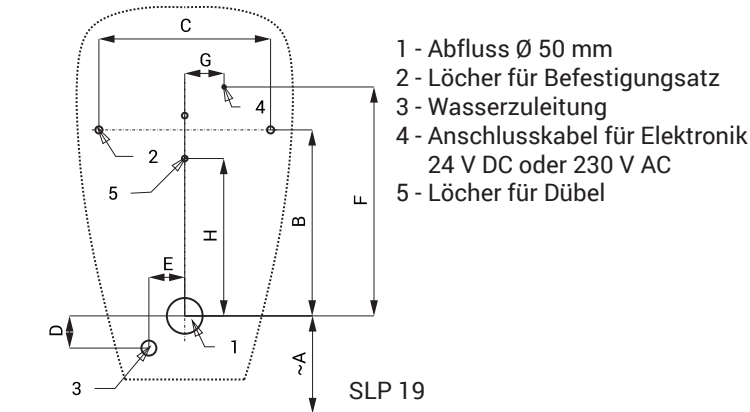 C
G
4
2
5
F
B
H
E
D
1
~A
3
SLP 19
1 - Abfluss Ø 50 mm
2 - Löcher für Befestigungsatz
3 - Wasserzuleitung
4 - Anschlusskabel für Elektronik
24 V DC oder 230 V AC
5 - Löcher für Dübel